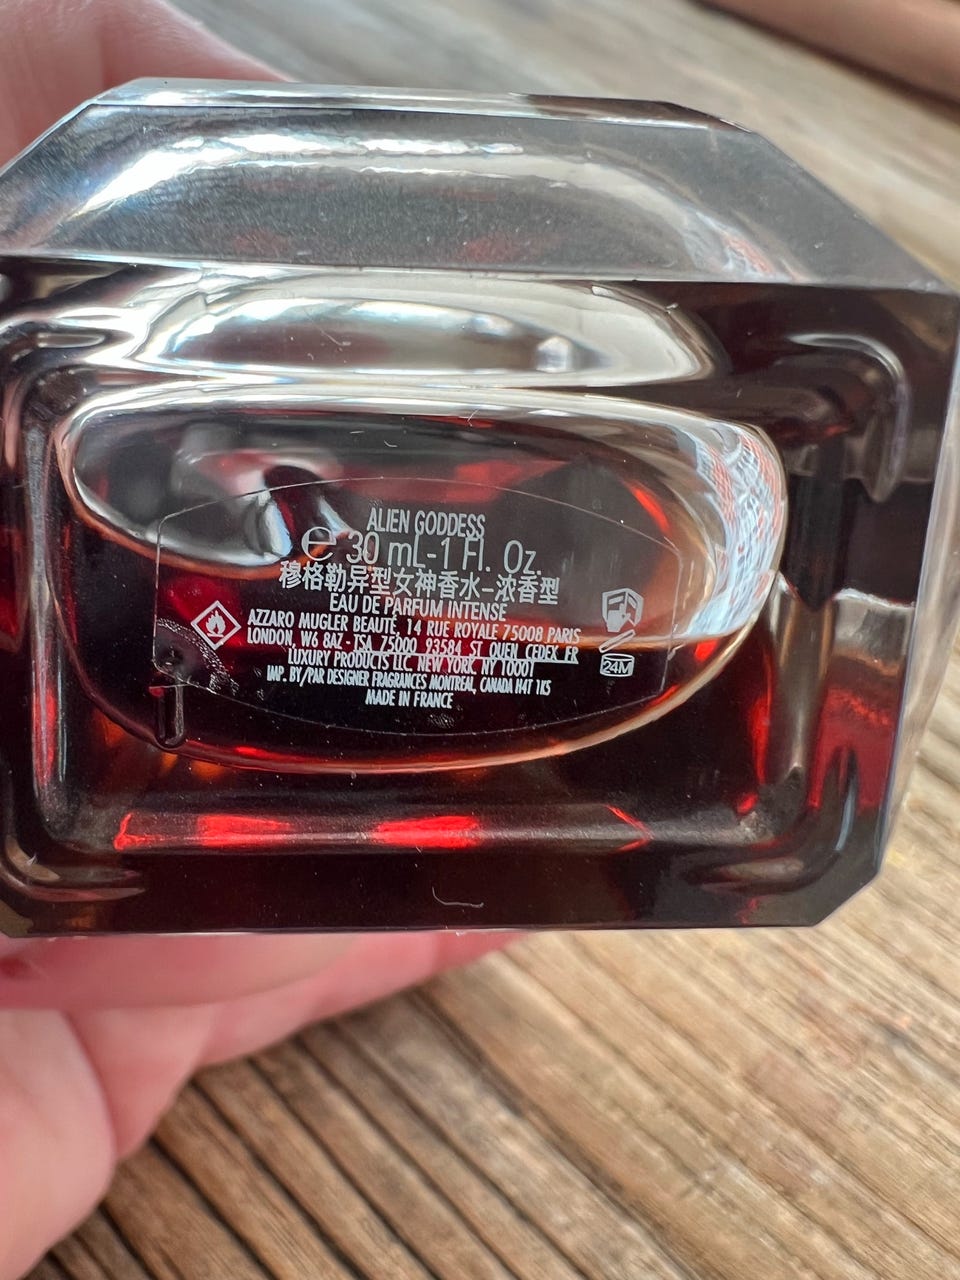 ALIEN GODDESS
℮ 30 mL-1 Fl. Oz.
穆格勒异型女神香水-浓香型
EAU DE PARFUM INTENSE
AZZARO MUGLER BEAUTÉ, 14 RUE ROYALE 75008 PARIS
LONDON, W6 8AZ - TSA 75000 93584 ST OUEN CEDEX FR
LUXURY PRODUCTS LLC NEW YORK NY 10001
IMP. BY/PAR DESIGNER FRAGRANCES MONTREAL, CANADA H4T 1K5
MADE IN FRANCE
24M